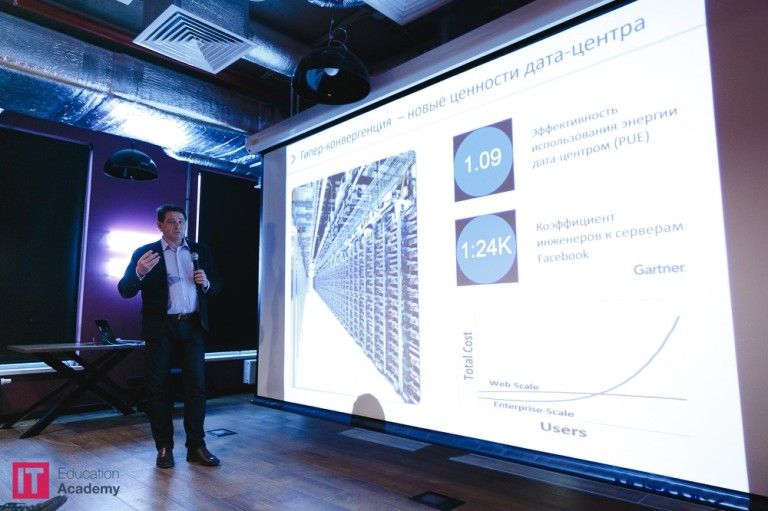 Гипер-конвергенция – новые ценности дата-центра
1.09
Эффективность
использования энергии
дата-центром (PUE)
1:24K
Коэффициент
инженеров к серверам
Facebook
Gartner
Total Cost
Web Scale
Enterprise-Scale
Users
IT Education
Academy